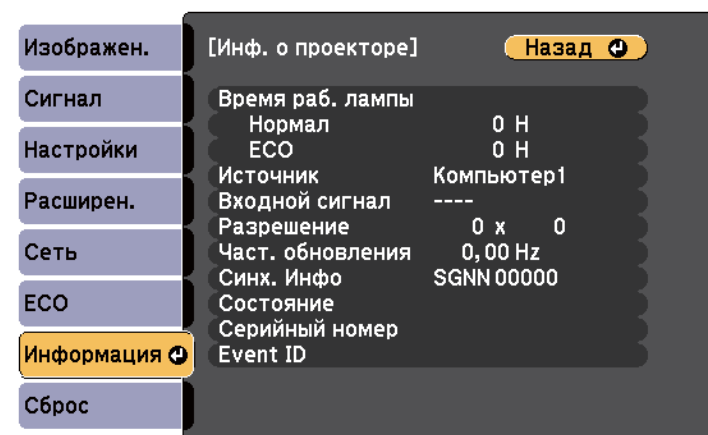 Изображен.
Сигнал
Настройки
Расширен.
Сеть
ECO
Информация
Сброс
[Инф. о проекторе] Назад
Время раб. лампы
Нормал 0 H
ECO 0 H
Источник Компьютер1
Входной сигнал ----
Разрешение 0 x 0
Част. обновления 0,00 Hz
Синх. Инфо SGNN 00000
Состояние
Серийный номер
Event ID